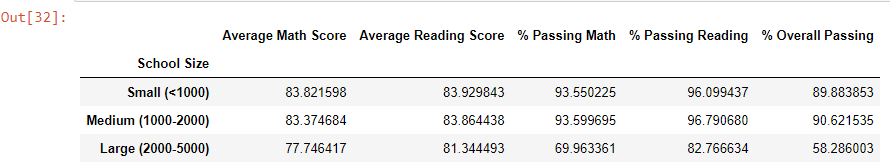 Out[32]:
Average Math Score Average Reading Score % Passing Math % Passing Reading % Overall Passing
School Size
Small (<1000) 83.821598 83.929843 93.550225 96.099437 89.883853
Medium (1000-2000) 83.374684 83.864438 93.599695 96.790680 90.621535
Large (2000-5000) 77.746417 81.344493 69.963361 82.766634 58.286003